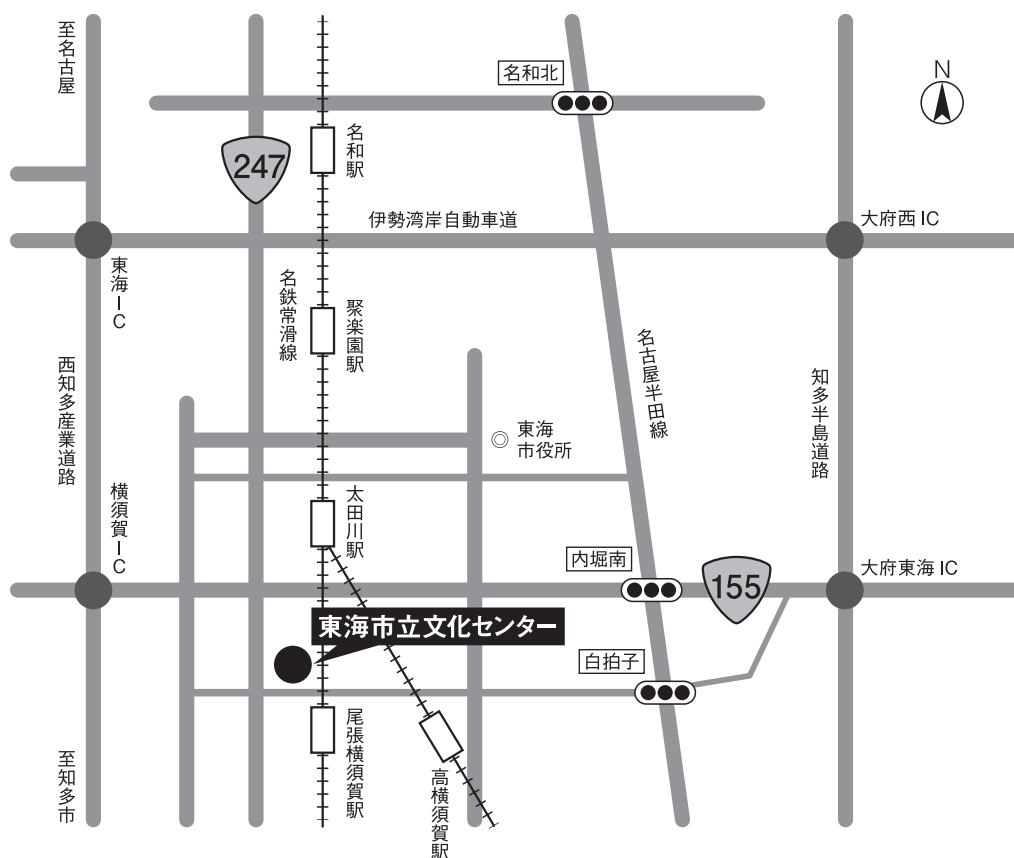 至名古屋
名和北
N
247
名和駅
伊勢湾岸自動車道
大府西 IC
東海IC
名鉄常滑線
聚楽園駅
名古屋半田線
西知多産業道路
知多半島道路
東海
市役所
横須賀IC
太田川駅
内堀南
155
大府東海 IC
東海市立文化センター
白拍子
尾張横須賀駅
高横須賀駅
至知多市